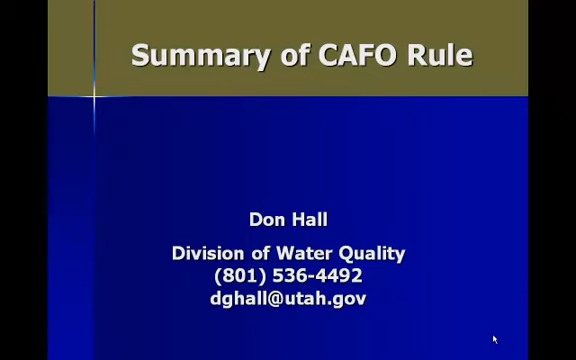 Summary of CAFO Rule
Don Hall
Division of Water Quality
(801) 536-4492
dghall@utah.gov